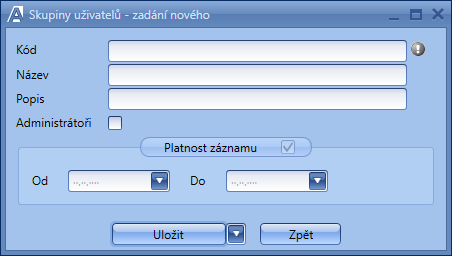 Skupiny uživatelů - zadání nového
Kód
Název
Popis
Administrátoři
Platnost záznamu
Od ..,..,.... Do ..,..,....
Uložit Zpět